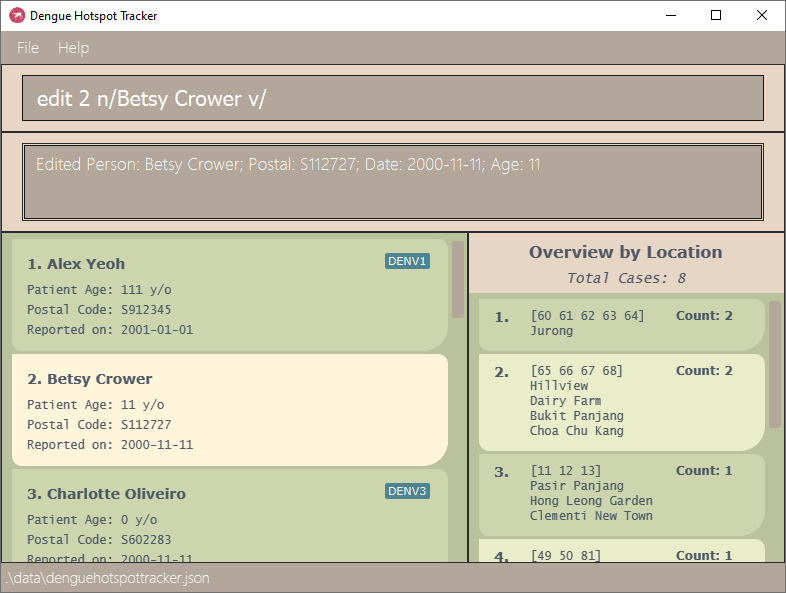 Dengue Hotspot Tracker
File Help
edit 2 n/Betsy Crower v/
Edited Person: Betsy Crower; Postal: S112727; Date: 2000-11-11; Age: 11
1. Alex Yeoh
DENV1
Patient Age: 111 y/o
Postal Code: S912345
Reported on: 2001-01-01
2. Betsy Crower
Patient Age: 11 y/o
Postal Code: S112727
Reported on: 2000-11-11
3. Charlotte Oliveiro
DENV3
Patient Age: 0 y/o
Postal Code: S602283
Reported on: 2000-11-11
Overview by Location
Total Cases: 8
1. [60 61 62 63 64] Count: 2
Jurong
2. [65 66 67 68] Count: 2
Hillview
Dairy Farm
Bukit Panjang
Choa Chu Kang
3. [11 12 13] Count: 1
Pasir Panjang
Hong Leong Garden
Clementi New Town
4. [49 50 81] Count: 1
.\data\denguehotspottracker.json